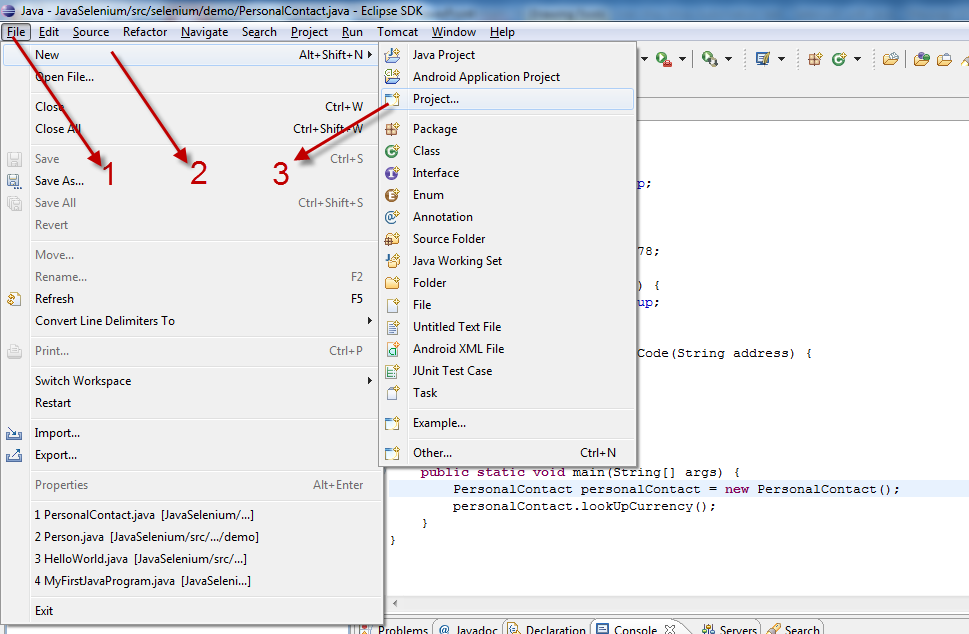 Java - JavaSelenium/src/selenium/demo/PersonalContact.java - Eclipse SDK
File Edit Source Refactor Navigate Search Project Run Tomcat Window Help
New Alt+Shift+N
Open File...
Close Ctrl+W
Close All Ctrl+Shift+W
Save Ctrl+S
Save As...
Save All Ctrl+Shift+S
Revert
Move...
Rename... F2
Refresh F5
Convert Line Delimiters To
Print... Ctrl+P
Switch Workspace
Restart
Import...
Export...
Properties Alt+Enter
1 PersonalContact.java [JavaSelenium/...]
2 Person.java [JavaSelenium/src/.../demo]
3 HelloWorld.java [JavaSelenium/src/...]
4 MyFirstJavaProgram.java [JavaSeleni...]
Exit
1
2
3
Java Project
Android Application Project
Project...
Package
Class
Interface
Enum
Annotation
Source Folder
Java Working Set
Folder
File
Untitled Text File
Android XML File
JUnit Test Case
Task
Example...
Other... Ctrl+N
p;
78;
) {
up;
Code(String address) {
public static void main(String[] args) {
PersonalContact personalContact = new PersonalContact();
personalContact.lookUpCurrency();
}
}
Problems @ Javadoc Declaration Console Servers Search